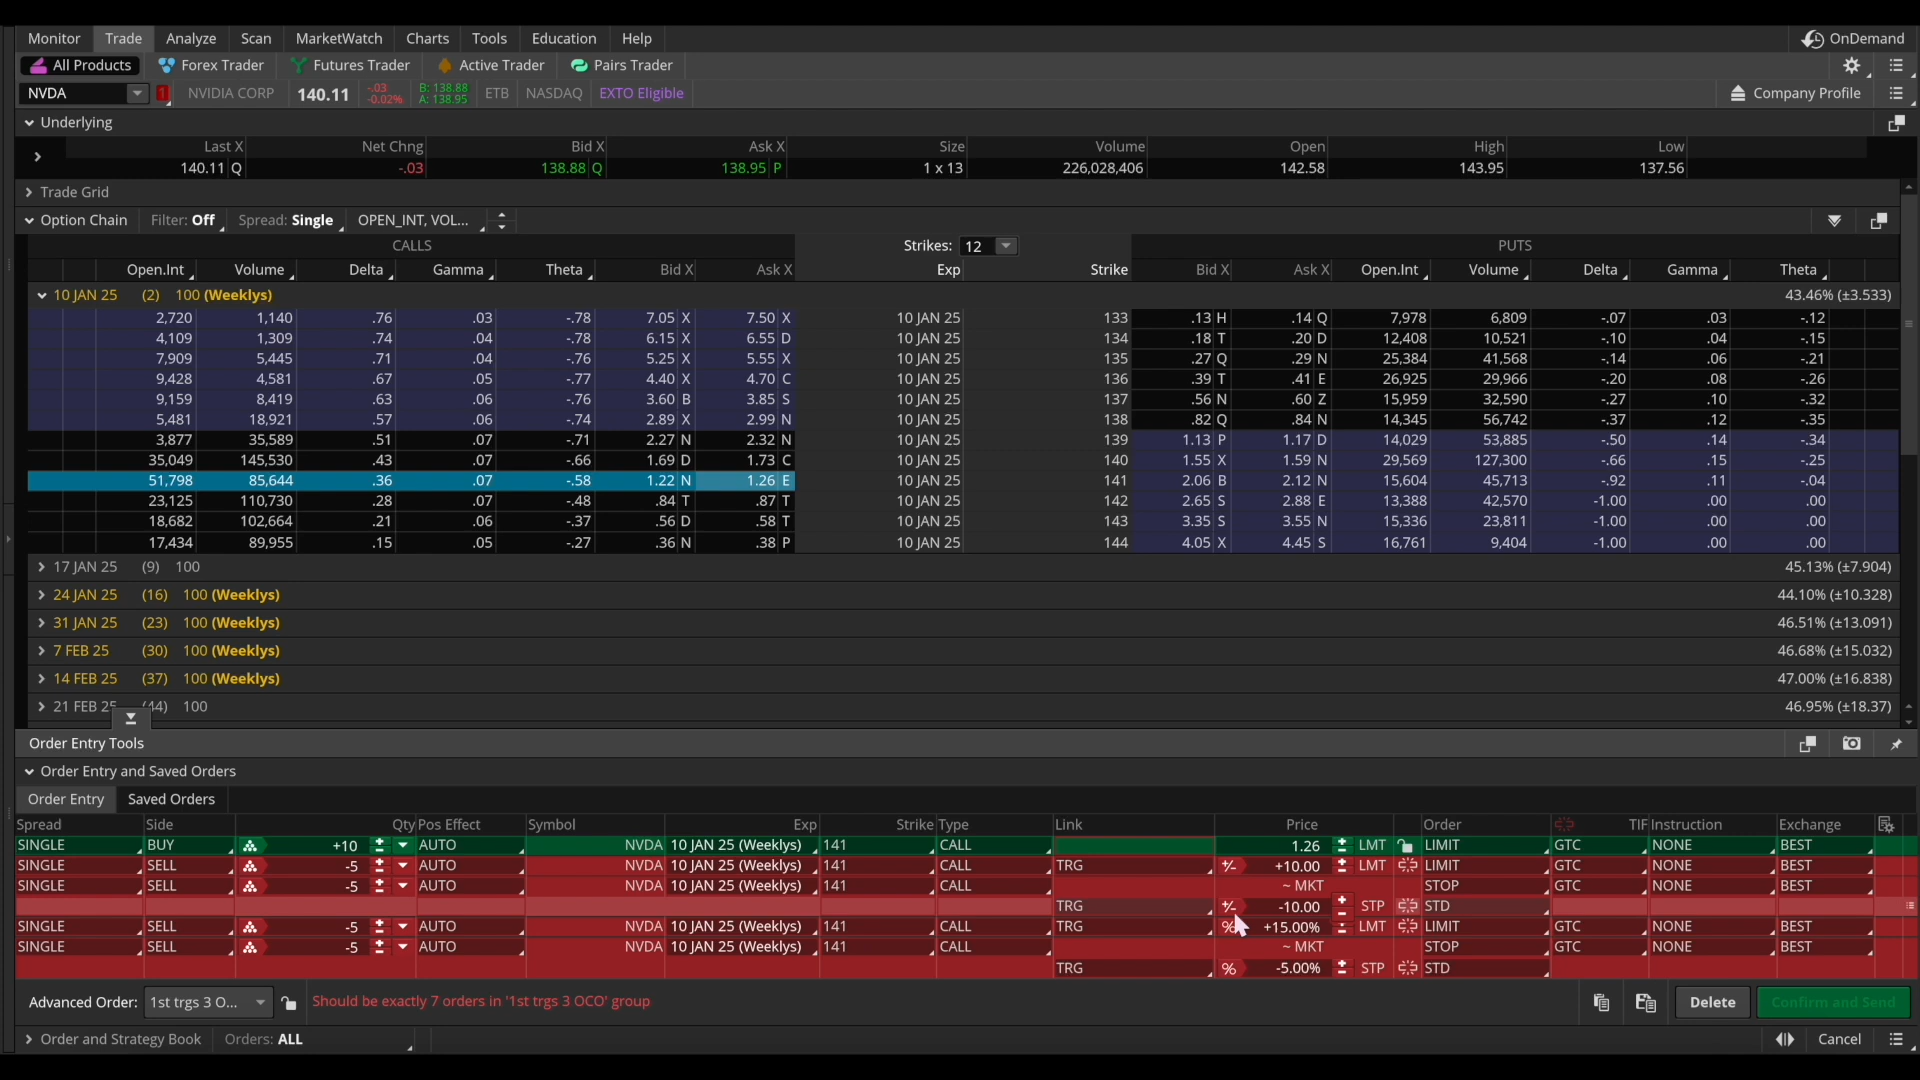 Monitor Trade Analyze Scan MarketWatch Charts Tools Education Help OnDemand
All Products Forex Trader Futures Trader Active Trader Pairs Trader
NVDA 1 NVIDIA CORP 140.11 -.03 -0.02% B: 138.88 A: 138.95 ETB NASDAQ EXTO Eligible Company Profile
Underlying
Last X Net Chng Bid X Ask X Size Volume Open High Low
140.11 Q -.03 138.88 Q 138.95 P 1 x 13 226,028,406 142.58 143.95 137.56
Trade Grid
Option Chain Filter: Off Spread: Single OPEN_INT, VOL...
CALLS Strikes: 12 PUTS
Open.Int Volume Delta Gamma Theta Bid X Ask X Exp Strike Bid X Ask X Open.Int Volume Delta Gamma Theta
10 JAN 25 (2) 100 (Weeklys) 43.46% (±3.533)
2,720 1,140 .76 .03 -.78 7.05 X 7.50 X 10 JAN 25 133 .13 H .14 Q 7,978 6,809 -.07 .03 -.12
4,109 1,309 .74 .04 -.78 6.15 X 6.55 D 10 JAN 25 134 .18 T .20 D 12,408 10,521 -.10 .04 -.15
7,909 5,445 .71 .04 -.76 5.25 X 5.55 X 10 JAN 25 135 .27 Q .29 N 25,384 41,568 -.14 .06 -.21
9,428 4,581 .67 .05 -.77 4.40 X 4.70 C 10 JAN 25 136 .39 T .41 E 26,925 29,966 -.20 .08 -.26
9,159 8,419 .63 .06 -.76 3.60 B 3.85 S 10 JAN 25 137 .56 N .60 Z 15,959 32,590 -.27 .10 -.32
5,481 18,921 .57 .06 -.74 2.89 X 2.99 N 10 JAN 25 138 .82 Q .84 N 14,345 56,742 -.37 .12 -.35
3,877 35,589 .51 .07 -.71 2.27 N 2.32 N 10 JAN 25 139 1.13 P 1.17 D 14,029 53,885 -.50 .14 -.34
35,049 145,530 .43 .07 -.66 1.69 D 1.73 C 10 JAN 25 140 1.55 X 1.59 N 29,569 127,300 -.66 .15 -.25
51,798 85,644 .36 .07 -.58 1.22 N 1.26 E 10 JAN 25 141 2.06 B 2.12 N 15,604 45,713 -.92 .11 -.04
23,125 110,730 .28 .07 -.48 .84 T .87 T 10 JAN 25 142 2.65 S 2.88 E 13,388 42,570 -1.00 .00 .00
18,682 102,664 .21 .06 -.37 .56 D .58 T 10 JAN 25 143 3.35 S 3.55 N 15,336 23,811 -1.00 .00 .00
17,434 89,955 .15 .05 -.27 .36 N .38 P 10 JAN 25 144 4.05 X 4.45 S 16,761 9,404 -1.00 .00 .00
17 JAN 25 (9) 100 45.13% (±7.904)
24 JAN 25 (16) 100 (Weeklys) 44.10% (±10.328)
31 JAN 25 (23) 100 (Weeklys) 46.51% (±13.091)
7 FEB 25 (30) 100 (Weeklys) 46.68% (±15.032)
14 FEB 25 (37) 100 (Weeklys) 47.00% (±16.838)
21 FEB 25 (44) 100 46.95% (±18.37)
Order Entry Tools
Order Entry and Saved Orders
Order Entry Saved Orders
Spread Side Qty Pos Effect Symbol Exp Strike Type Link Price Order TIF Instruction Exchange
SINGLE BUY +10 AUTO NVDA 10 JAN 25 (Weeklys) 141 CALL 1.26 LMT LIMIT GTC NONE BEST
SINGLE SELL -5 AUTO NVDA 10 JAN 25 (Weeklys) 141 CALL TRG +/- +10.00 LMT LIMIT GTC NONE BEST
SINGLE SELL -5 AUTO NVDA 10 JAN 25 (Weeklys) 141 CALL ~ MKT STOP GTC NONE BEST
TRG +/- -10.00 STP STD
SINGLE SELL -5 AUTO NVDA 10 JAN 25 (Weeklys) 141 CALL TRG % +15.00% LMT LIMIT GTC NONE BEST
SINGLE SELL -5 AUTO NVDA 10 JAN 25 (Weeklys) 141 CALL ~ MKT STOP GTC NONE BEST
TRG % -5.00% STP STD
Advanced Order: 1st trgs 3 O... Should be exactly 7 orders in '1st trgs 3 OCO' group Delete Confirm and Send
Order and Strategy Book Orders: ALL Cancel